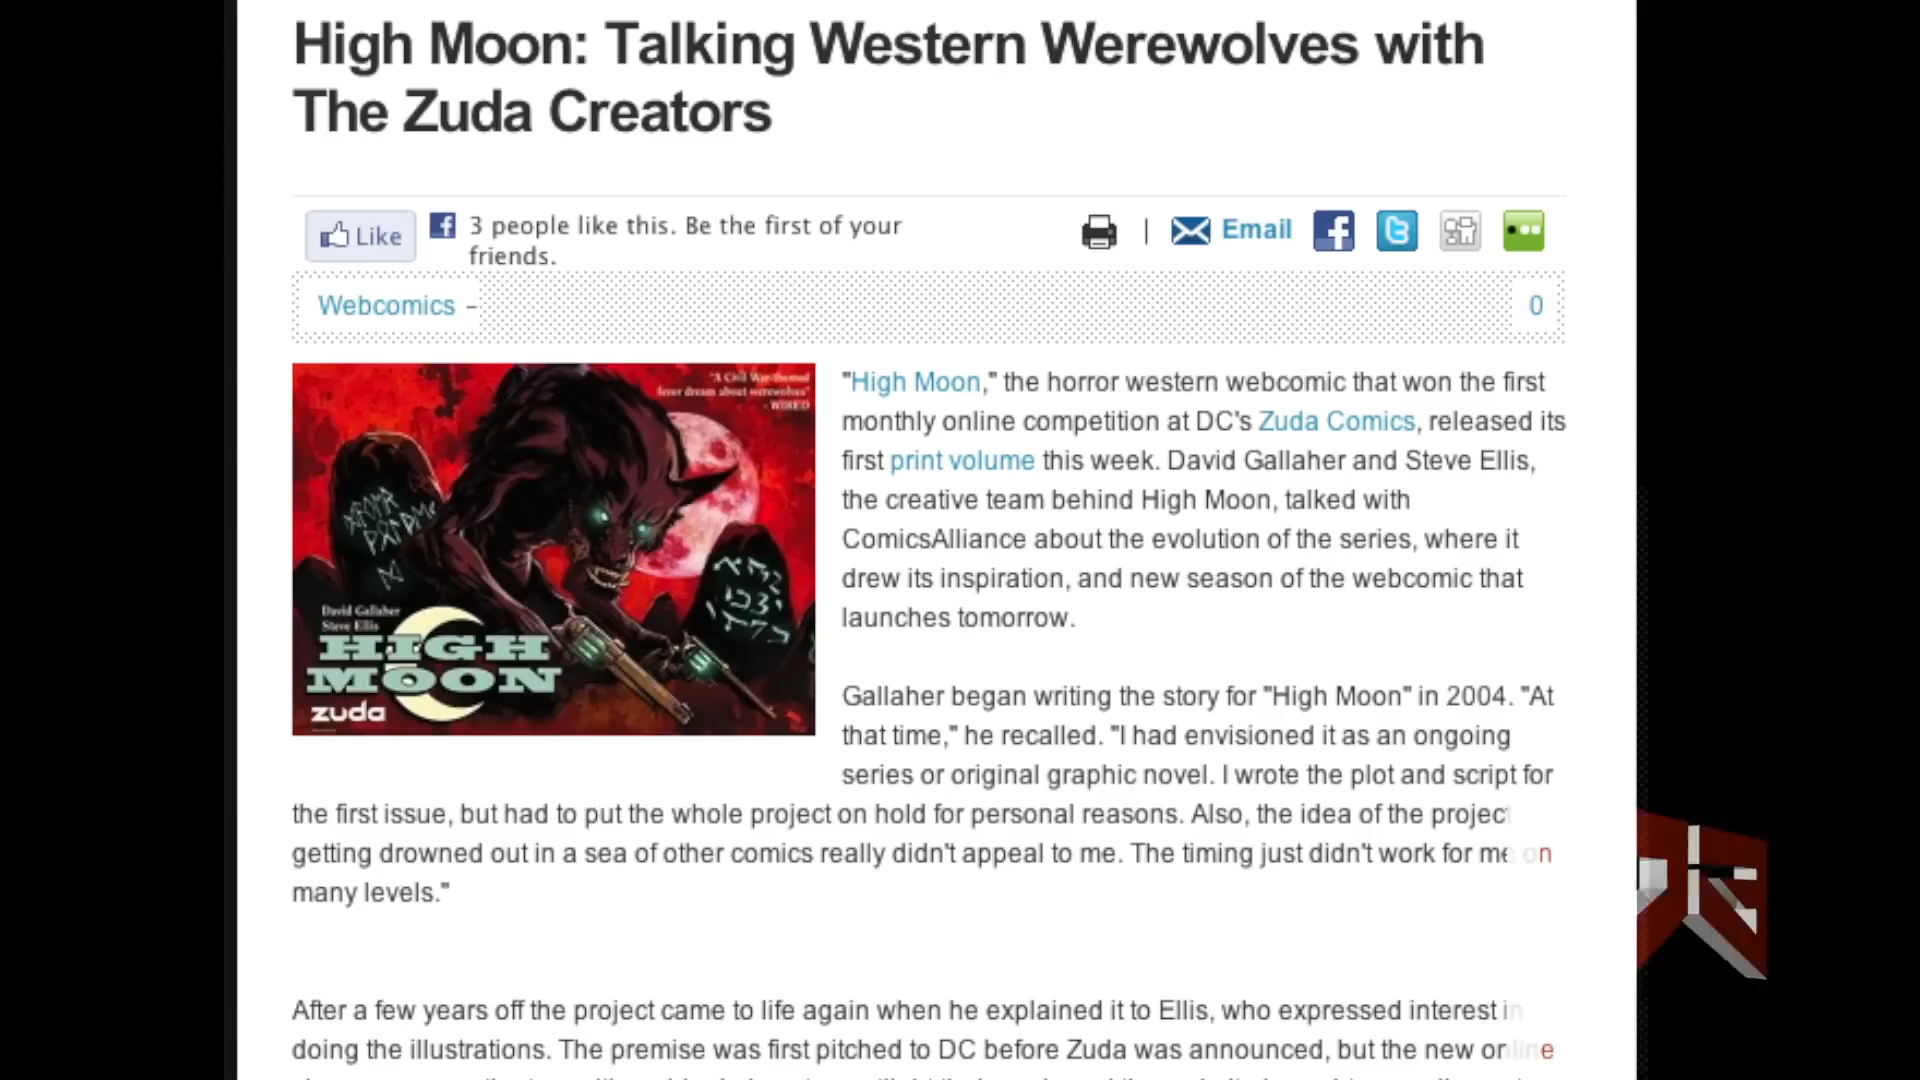 High Moon: Talking Western Werewolves with
The Zuda Creators
Like
3 people like this. Be the first of your
friends.
| Email
Webcomics –
0
"A Civil War-themed
fever dream about werewolves"
- WIRED
David Gallaher
Steve Ellis
HIGH
MOON
zuda
"High Moon," the horror western webcomic that won the first
monthly online competition at DC's Zuda Comics, released its
first print volume this week. David Gallaher and Steve Ellis,
the creative team behind High Moon, talked with
ComicsAlliance about the evolution of the series, where it
drew its inspiration, and new season of the webcomic that
launches tomorrow.
Gallaher began writing the story for "High Moon" in 2004. "At
that time," he recalled. "I had envisioned it as an ongoing
series or original graphic novel. I wrote the plot and script for
the first issue, but had to put the whole project on hold for personal reasons. Also, the idea of the project
getting drowned out in a sea of other comics really didn't appeal to me. The timing just didn't work for me on
many levels."
After a few years off the project came to life again when he explained it to Ellis, who expressed interest in
doing the illustrations. The premise was first pitched to DC before Zuda was announced, but the new online